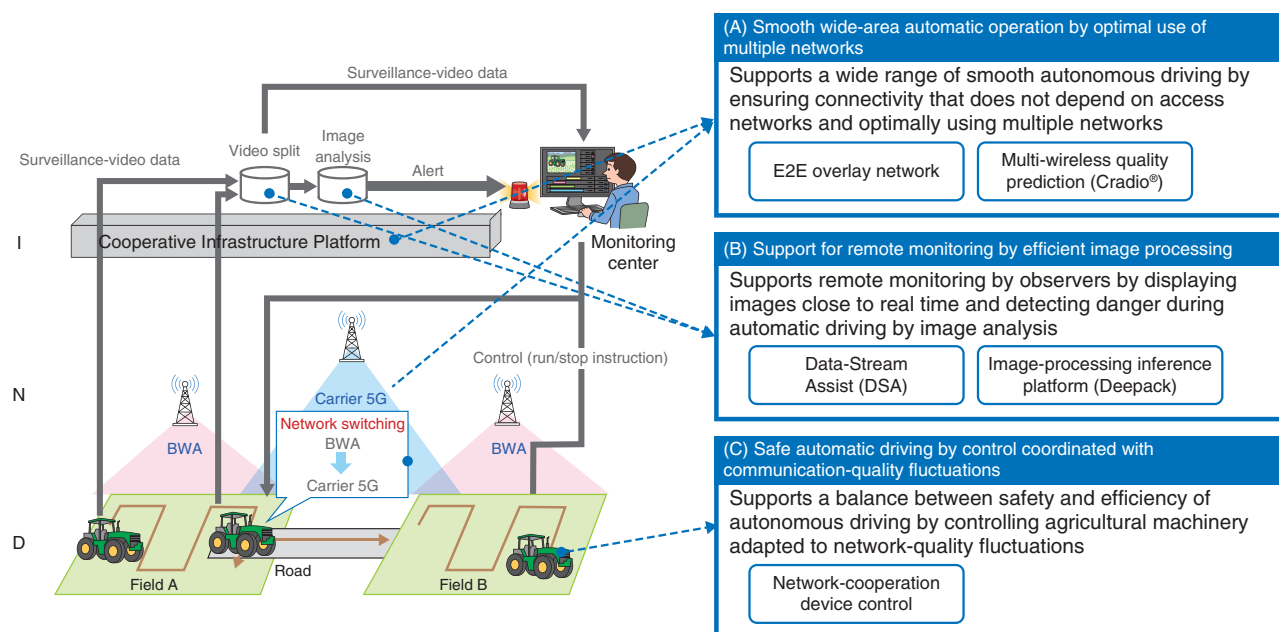 Surveillance-video data
Surveillance-video data
Video split
Image
analysis
Alert
I
Cooperative Infrastructure Platform
Monitoring
center
Control (run/stop instruction)
N
BWA
Carrier 5G
Network switching
BWA
Carrier 5G
BWA
D
Field A
Road
Field B
(A) Smooth wide-area automatic operation by optimal use of
multiple networks
Supports a wide range of smooth autonomous driving by
ensuring connectivity that does not depend on access
networks and optimally using multiple networks
E2E overlay network
Multi-wireless quality
prediction (Cradio®)
(B) Support for remote monitoring by efficient image processing
Supports remote monitoring by observers by displaying
images close to real time and detecting danger during
automatic driving by image analysis
Data-Stream
Assist (DSA)
Image-processing inference
platform (Deepack)
(C) Safe automatic driving by control coordinated with
communication-quality fluctuations
Supports a balance between safety and efficiency of
autonomous driving by controlling agricultural machinery
adapted to network-quality fluctuations
Network-cooperation
device control